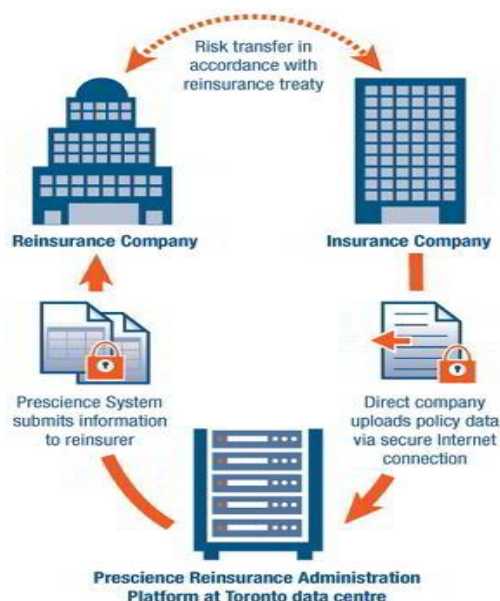 Risk transfer in
accordance with
reinsurance treaty
Reinsurance Company
Insurance Company
Prescience System
submits information
to reinsurer
Direct company
uploads policy data
via secure Internet
connection
Prescience Reinsurance Administration
Platform at Toronto data centre